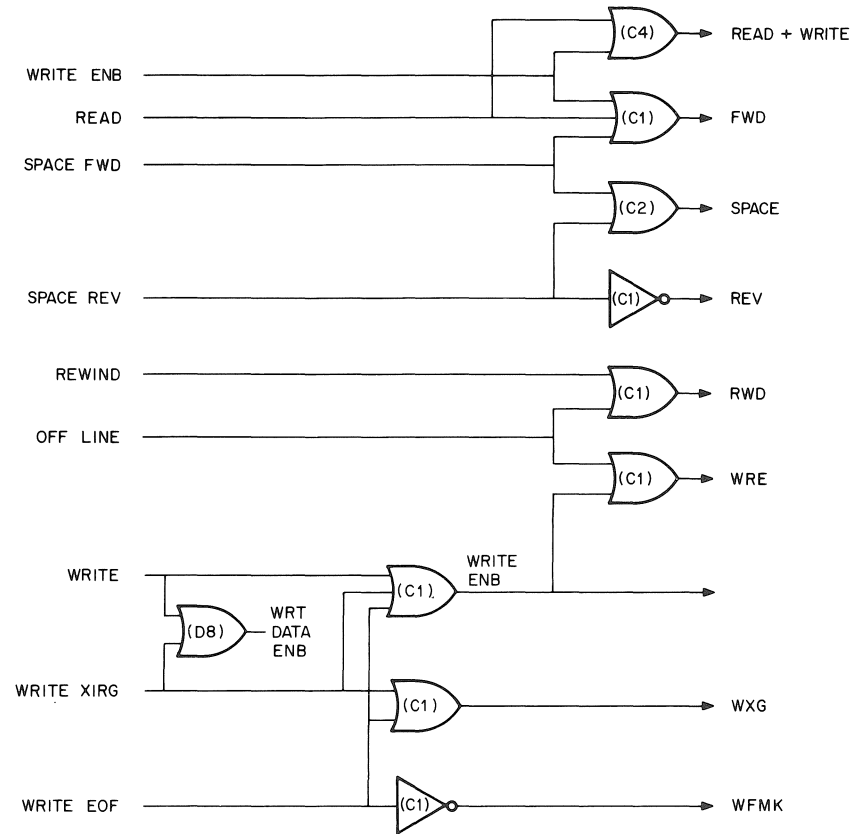 (C4)
READ + WRITE
WRITE ENB
READ
(C1)
FWD
SPACE FWD
(C2)
SPACE
SPACE REV
(C1)
REV
REWIND
(C1)
RWD
OFF LINE
(C1)
WRE
WRITE
(C1)
WRITE
ENB
(D8)
WRT
DATA
ENB
WRITE XIRG
(C1)
WXG
WRITE EOF
(C1)
WFMK